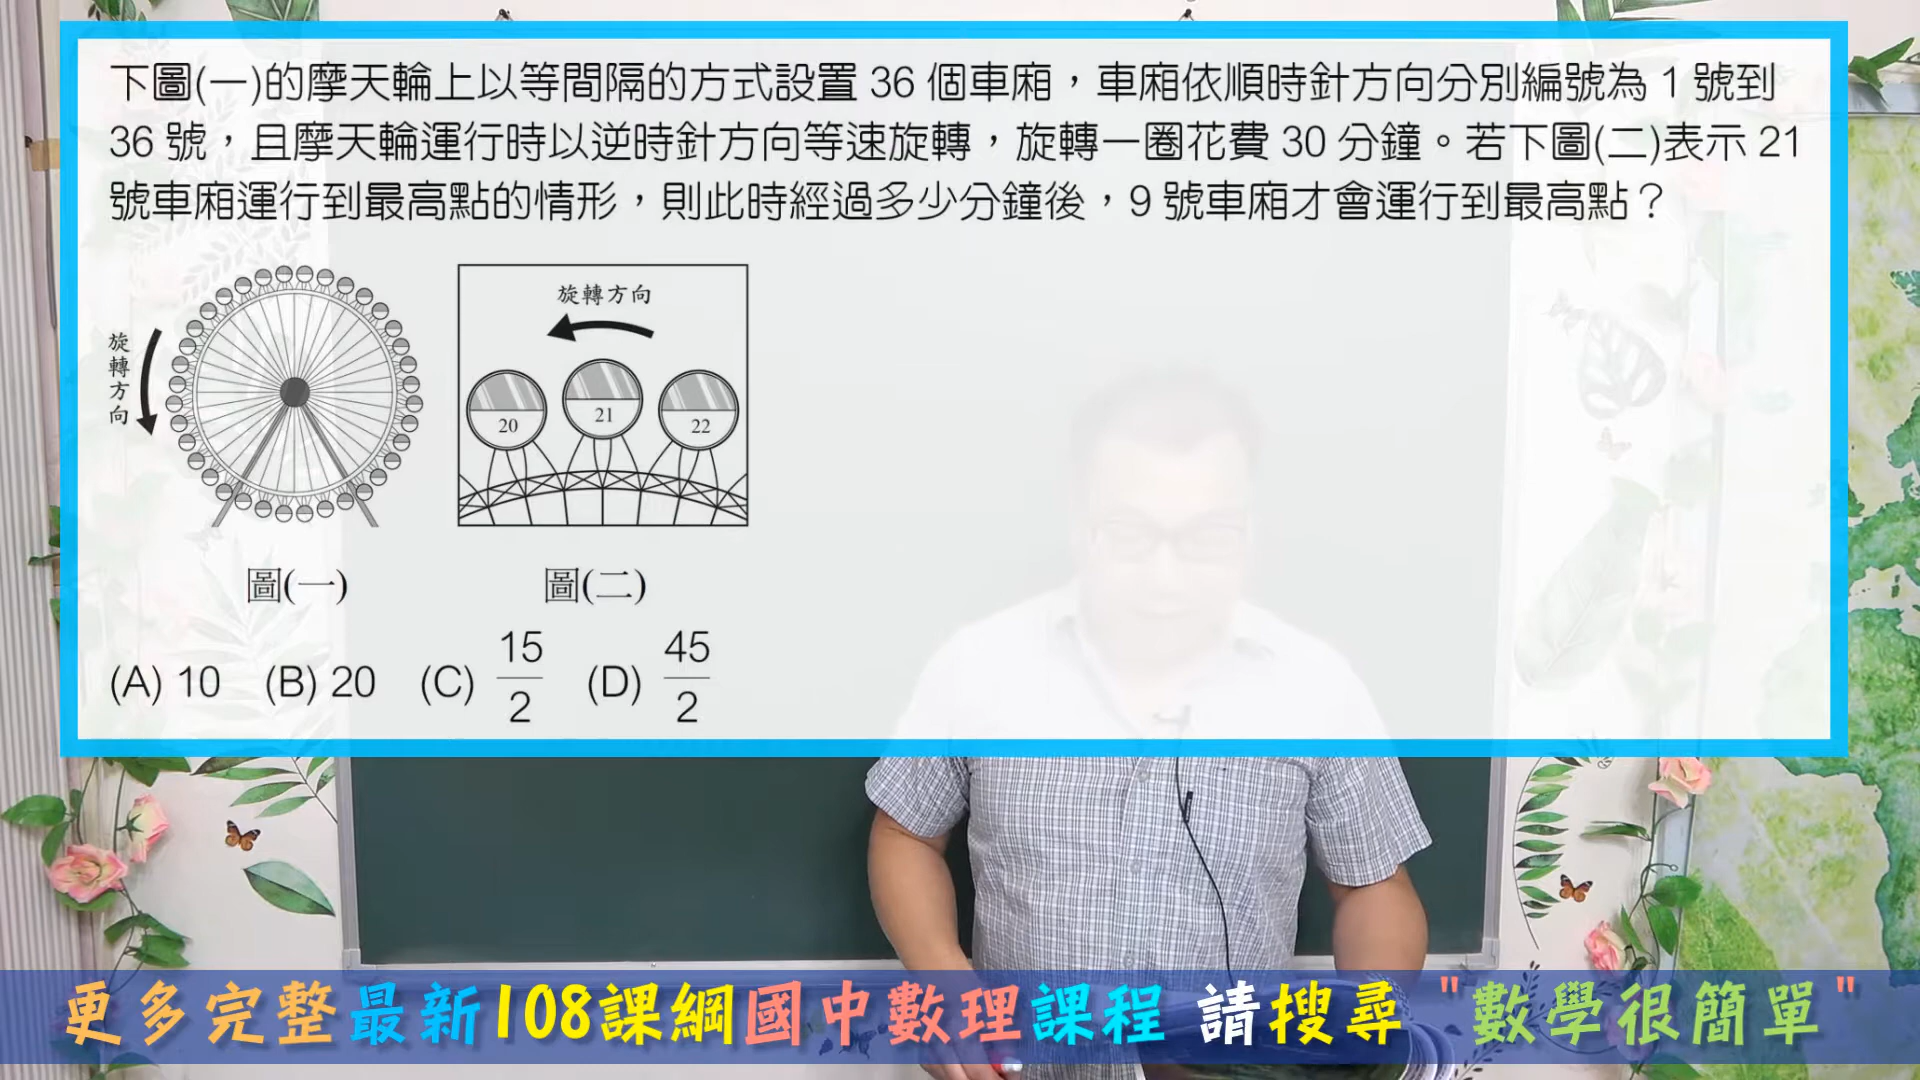 下圖(一)的摩天輪上以等間隔的方式設置 36 個車廂，車廂依順時針方向分別編號為 1 號到
36 號，且摩天輪運行時以逆時針方向等速旋轉，旋轉一圈花費 30 分鐘。若下圖(二)表示 21
號車廂運行到最高點的情形，則此時經過多少分鐘後，9 號車廂才會運行到最高點？
旋轉方向
旋轉方向
20 21 22
圖(一) 圖(二)
(A) 10 (B) 20 (C) 15/2 (D) 45/2
更多完整最新108課綱國中數理課程 請搜尋 "數學很簡單"